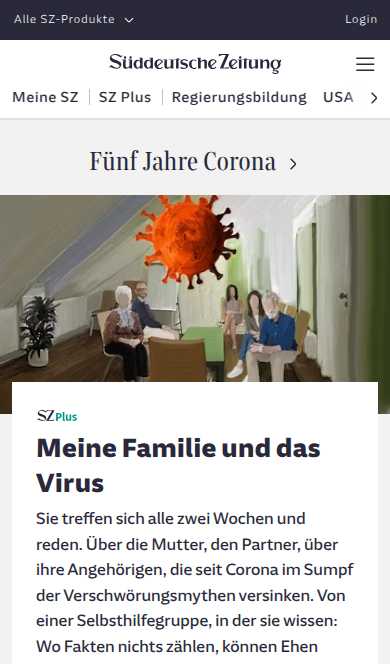 Alle SZ-Produkte
Login
Süddeutsche Zeitung
Meine SZ
SZ Plus
Regierungsbildung
USA
Fünf Jahre Corona
SZ Plus
Meine Familie und das
Virus
Sie treffen sich alle zwei Wochen und
reden. Über die Mutter, den Partner, über
ihre Angehörigen, die seit Corona im Sumpf
der Verschwörungsmythen versinken. Von
einer Selbsthilfegruppe, in der sie wissen:
Wo Fakten nichts zählen, können Ehen